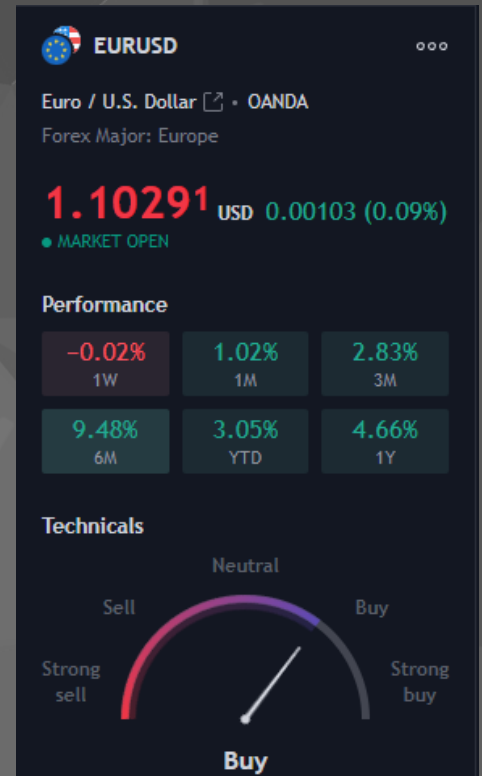 EURUSD
Euro / U.S. Dollar • OANDA
Forex Major: Europe
1.10291 USD 0.00103 (0.09%)
• MARKET OPEN
Performance
−0.02% 1.02% 2.83%
1W 1M 3M
9.48% 3.05% 4.66%
6M YTD 1Y
Technicals
Neutral
Sell Buy
Strong sell Strong buy
Buy